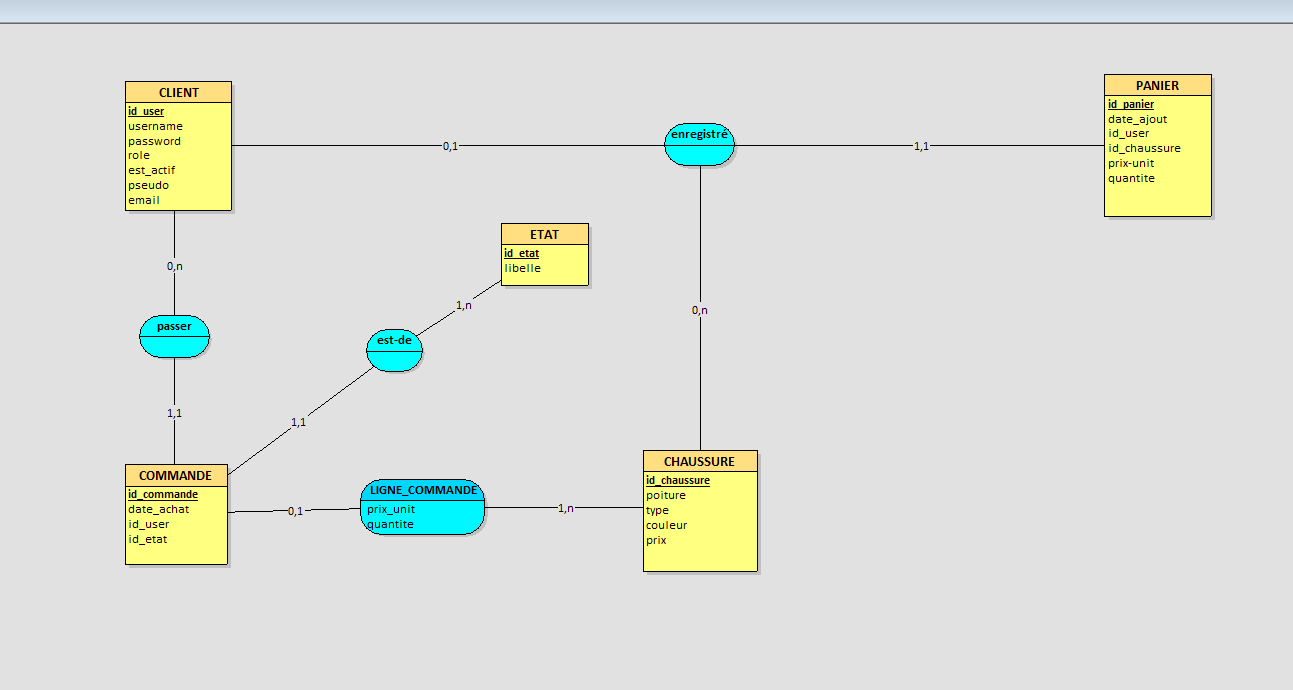 CLIENT
id_user
username
password
role
est_actif
pseudo
email
0,1
enregistré
1,1
PANIER
id_panier
date_ajout
id_user
id_chaussure
prix-unit
quantite
0,n
passer
1,1
ETAT
id_etat
libelle
1,n
est-de
1,1
0,n
COMMANDE
id_commande
date_achat
id_user
id_etat
0,1
LIGNE_COMMANDE
prix_unit
quantite
1,n
CHAUSSURE
id_chaussure
poiture
type
couleur
prix